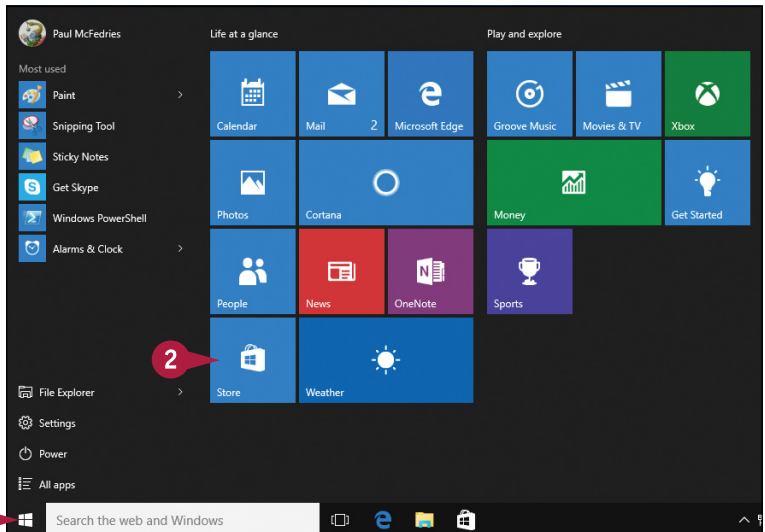 Paul McFedries
Most used
Paint
Snipping Tool
Sticky Notes
Get Skype
Windows PowerShell
Alarms & Clock
File Explorer
Settings
Power
All apps
Life at a glance
Calendar
Mail 2
Microsoft Edge
Photos
Cortana
People
News
OneNote
2
Store
Weather
Play and explore
Groove Music
Movies & TV
Xbox
Money
Get Started
Sports
Search the web and Windows